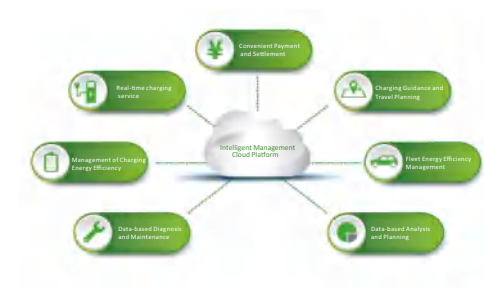 ¥
Convenient Payment
and Settlement
Real-time charging
service
Charging Guidance and
Travel Planning
Intelligent Management
Cloud Platform
Management of Charging
Energy Efficiency
Fleet Energy Efficiency
Management
Data-based Diagnosis
and Maintenance
Data-based Analysis
and Planning